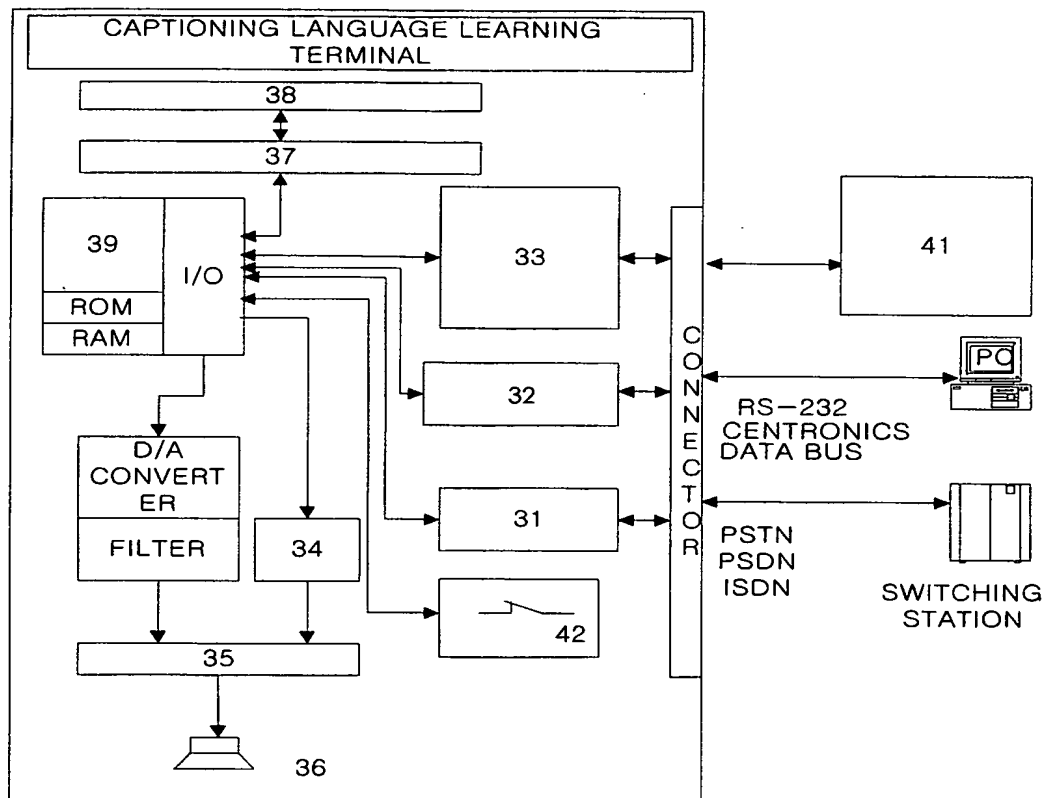 CAPTIONING LANGUAGE LEARNING
TERMINAL
38
37
39
I/O
ROM
RAM
33
41
32
PC
RS-232
CENTRONICS
DATA BUS
CONNECTOR
D/A
CONVERT
ER
FILTER
34
31
PSTN
PSDN
ISDN
SWITCHING
STATION
42
35
36